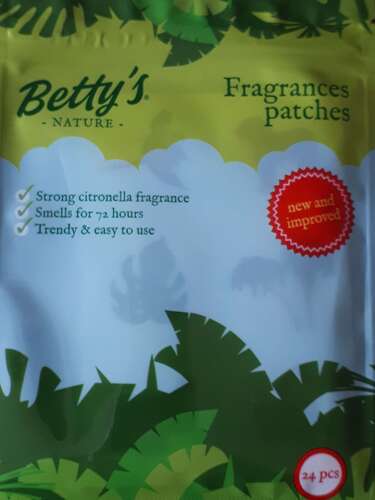 Betty's®
- NATURE -
Fragrances
patches
Strong citronella fragrance
Smells for 72 hours
Trendy & easy to use
new and
improved
24 pcs